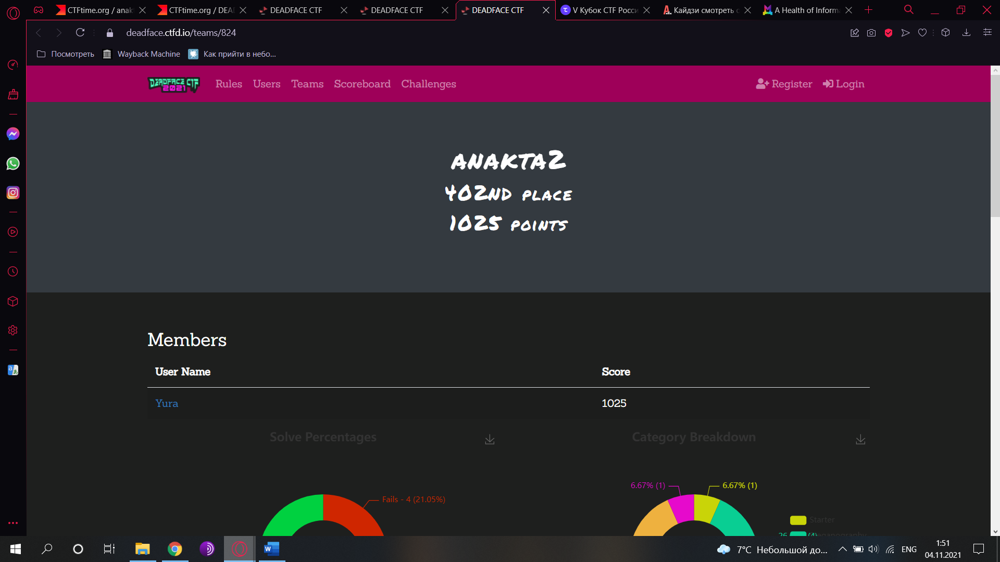 CTFtime.org / anak
CTFtime.org / DEA
DEADFACE CTF
DEADFACE CTF
DEADFACE CTF
V Кубок CTF Росси
Кайдзи смотреть
A Health of Inform
deadface.ctfd.io/teams/824
Посмотреть
Wayback Machine
Как прийти в небо...
DEADFACE CTF 2021
Rules
Users
Teams
Scoreboard
Challenges
Register
Login
ANAKTA2
402ND PLACE
1025 POINTS
Members
User Name Score
Yura 1025
Solve Percentages
Category Breakdown
Fails - 4 (21.05%)
6.67% (1)
6.67% (1)
Starter
7°C Небольшой до...
ENG
1:51
04.11.2021